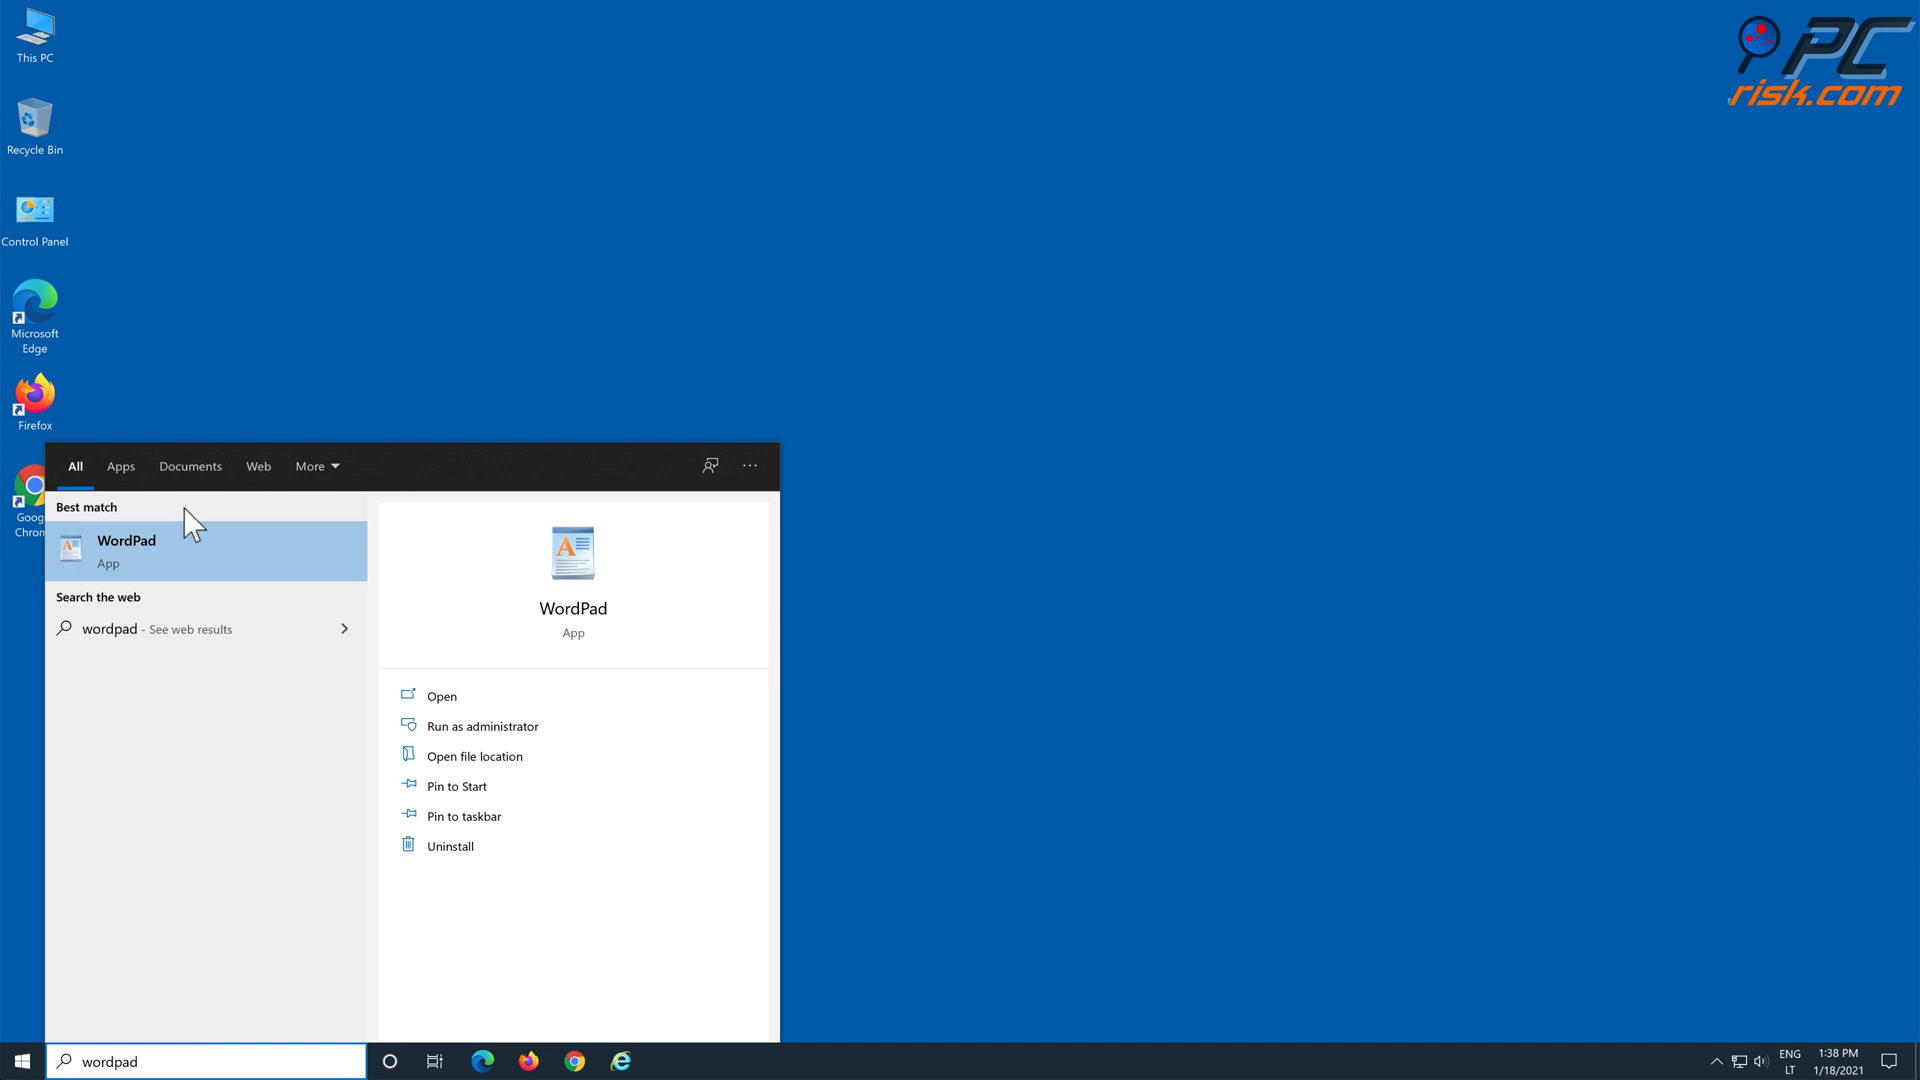 This PC
PC
risk.com
Recycle Bin
Control Panel
Microsoft
Edge
Firefox
Goog
Chrom
All Apps Documents Web More
Best match
WordPad
App
Search the web
wordpad - See web results
WordPad
App
Open
Run as administrator
Open file location
Pin to Start
Pin to taskbar
Uninstall
wordpad
ENG
LT
1:38 PM
1/18/2021